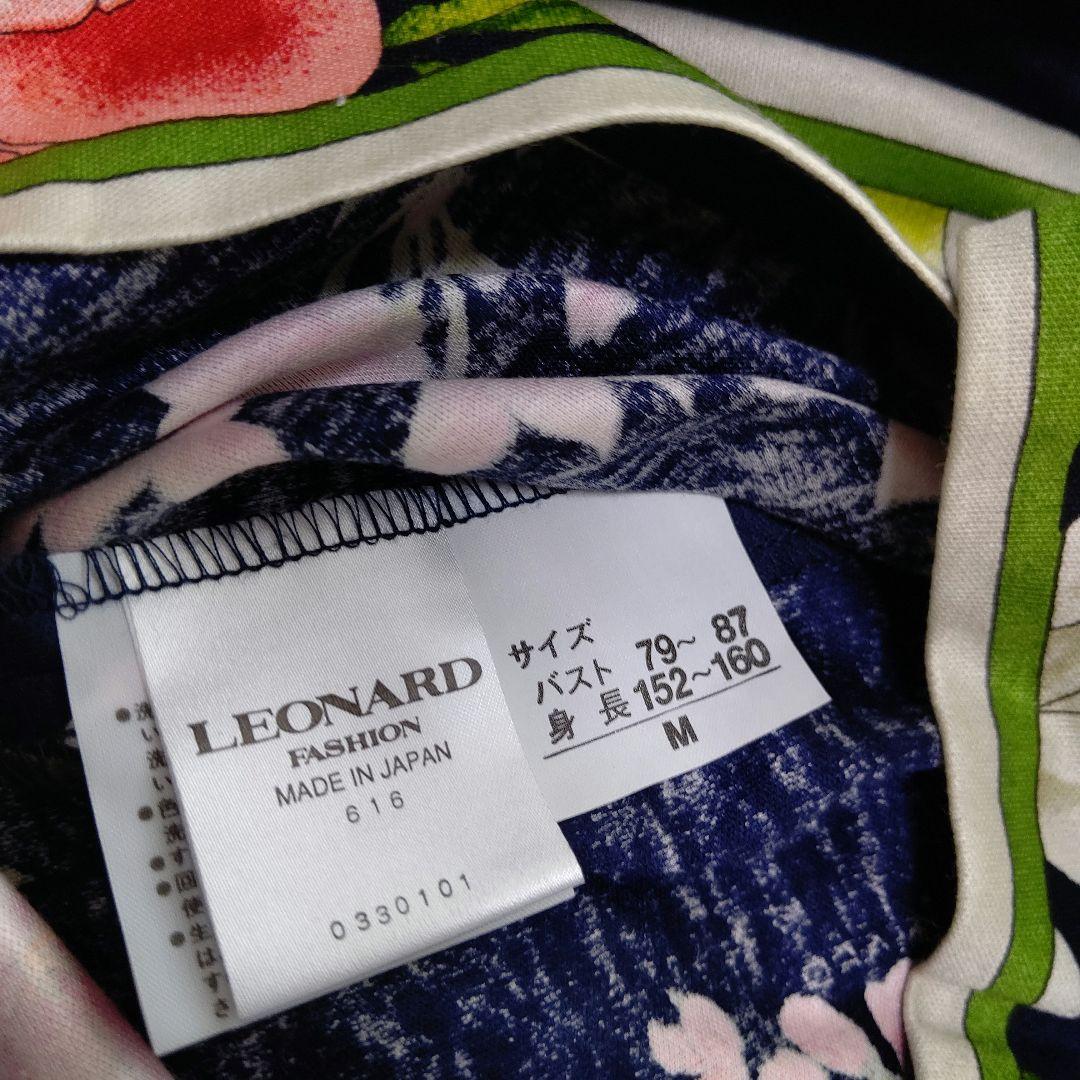 LEONARD
FASHION
MADE IN JAPAN
616
0330101
サイズ
バスト 79～ 87
身 長 152～160
M